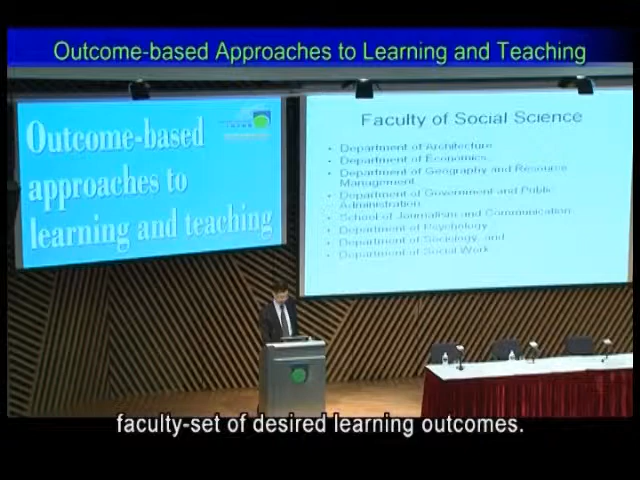 Outcome-based Approaches to Learning and Teaching
Outcome-based
approaches to
learning and teaching
Faculty of Social Science
• Department of Architecture
• Department of Economics,
• Department of Geography and Resource
Management
• Department of Government and Public
Administration
• School of Journalism and Communication
• Department of Psychology
• Department of Sociology, and
• Department of Social Work
faculty-set of desired learning outcomes.